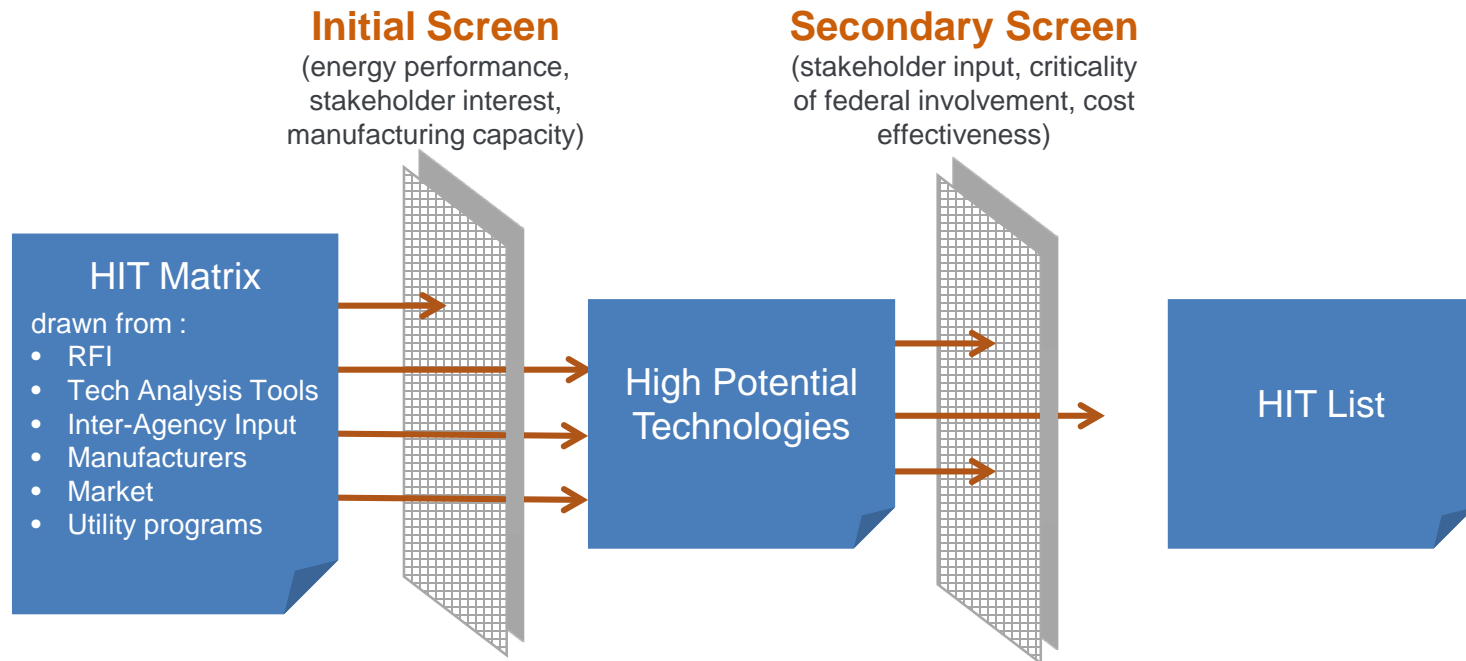 Initial Screen
(energy performance,
stakeholder interest,
manufacturing capacity)
Secondary Screen
(stakeholder input, criticality
of federal involvement, cost
effectiveness)
HIT Matrix
drawn from :
• RFI
• Tech Analysis Tools
• Inter-Agency Input
• Manufacturers
• Market
• Utility programs
High Potential
Technologies
HIT List